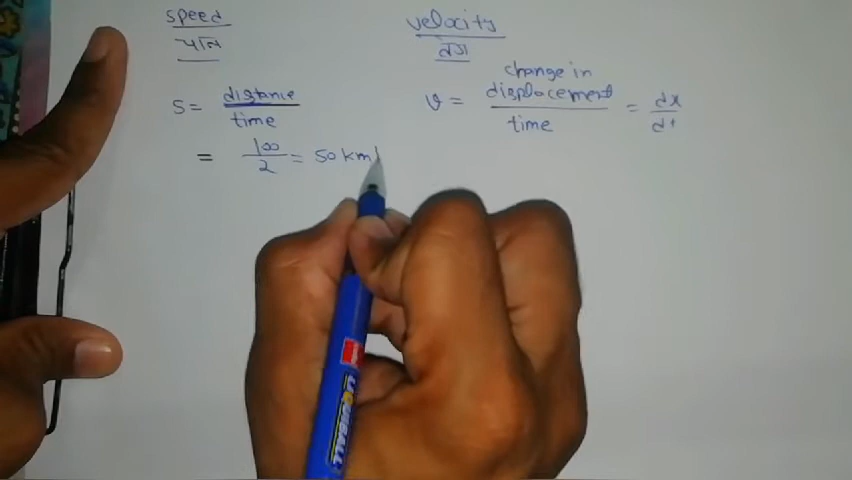 speed
velocity
चाल
वेग
s = distance / time
v = change in displacement / time = dx / dt
= 100 / 2 = 50 km/